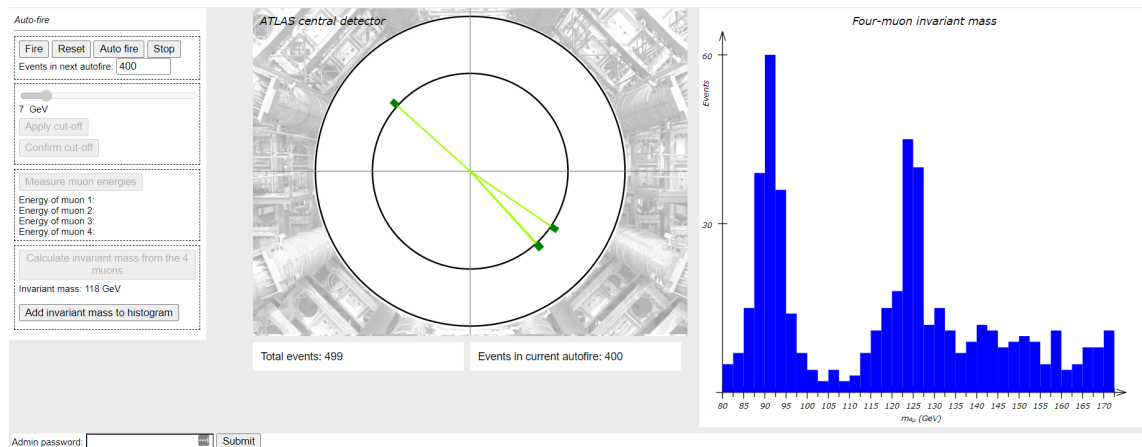 Auto-fire
Fire Reset Auto fire Stop
Events in next autofire: 400
7 GeV
Apply cut-off
Confirm cut-off
Measure muon energies
Energy of muon 1:
Energy of muon 2:
Energy of muon 3:
Energy of muon 4:
Calculate invariant mass from the 4
muons
Invariant mass: 118 GeV
Add invariant mass to histogram
ATLAS central detector
Total events: 499
Events in current autofire: 400
Four-muon invariant mass
60
Events
30
80 85 90 95 100 105 110 115 120 125 130 135 140 145 150 155 160 165 170
m4μ (GeV)
Admin password:
Submit